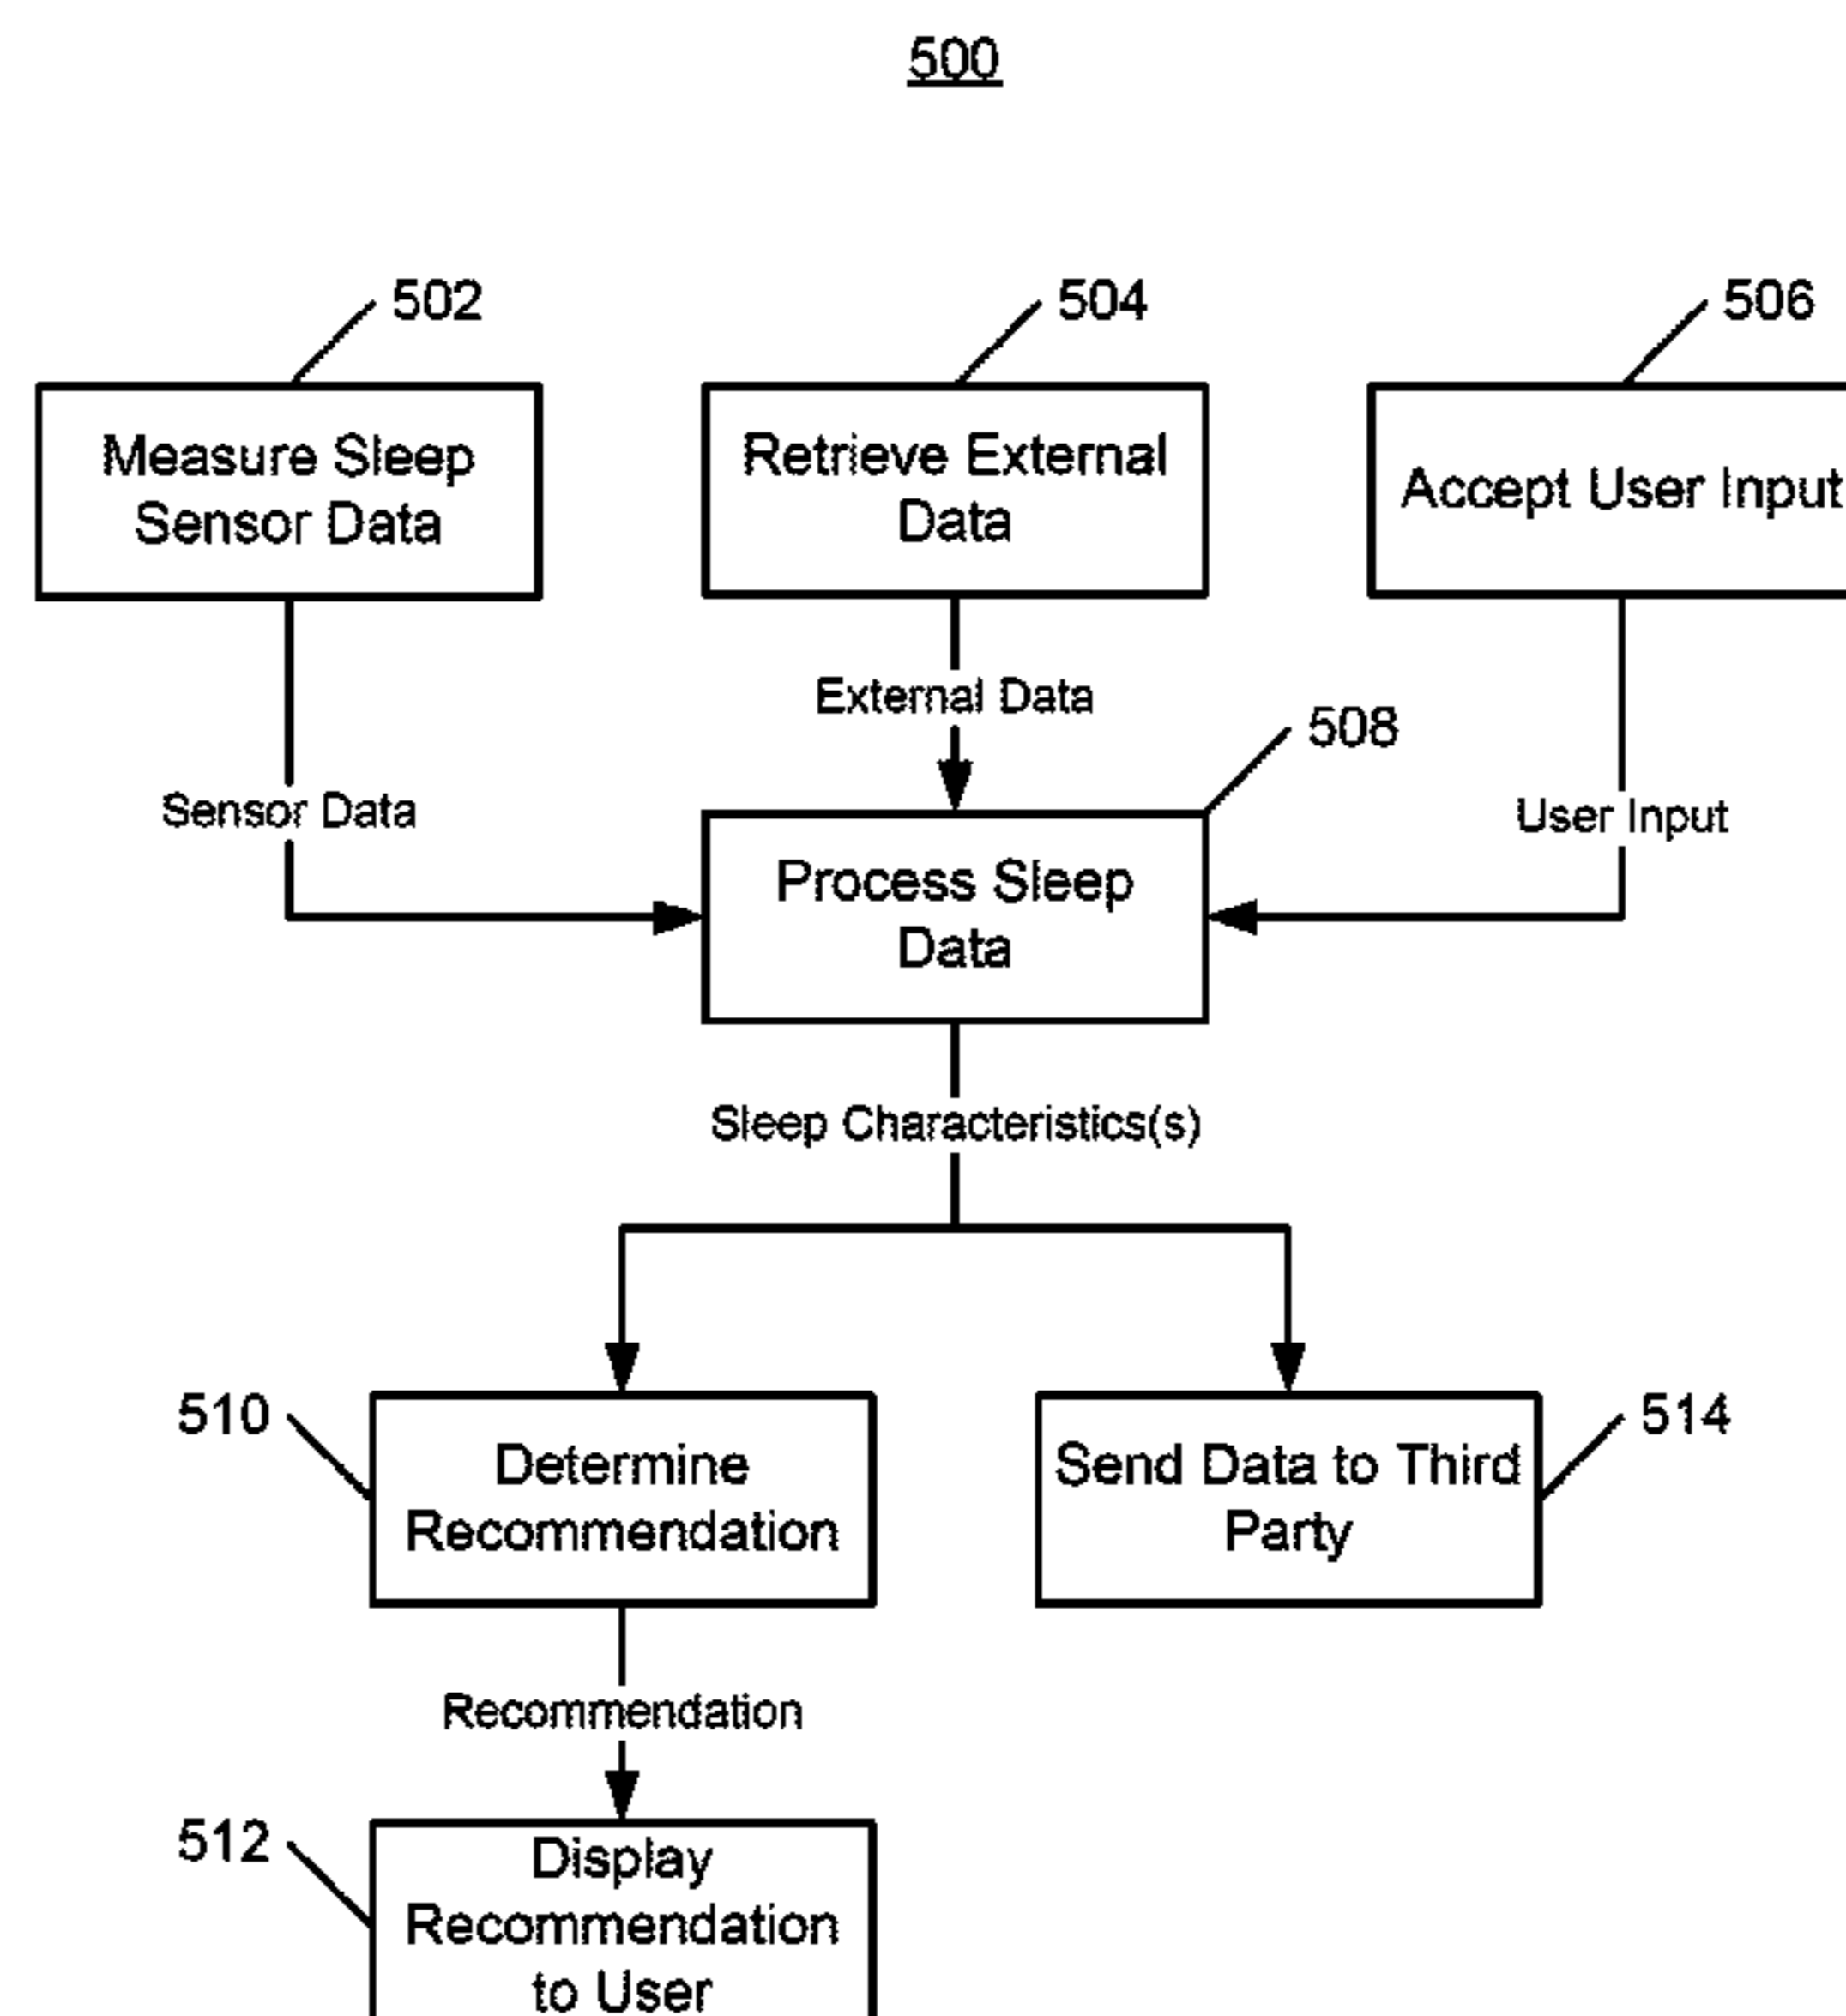 500
502
504
506
Measure Sleep
Sensor Data
Retrieve External
Data
Accept User Input
External Data
508
Sensor Data
User Input
Process Sleep
Data
Sleep Characteristics(s)
510
514
Determine
Recommendation
Send Data to Third
Party
Recommendation
512
Display
Recommendation
to User